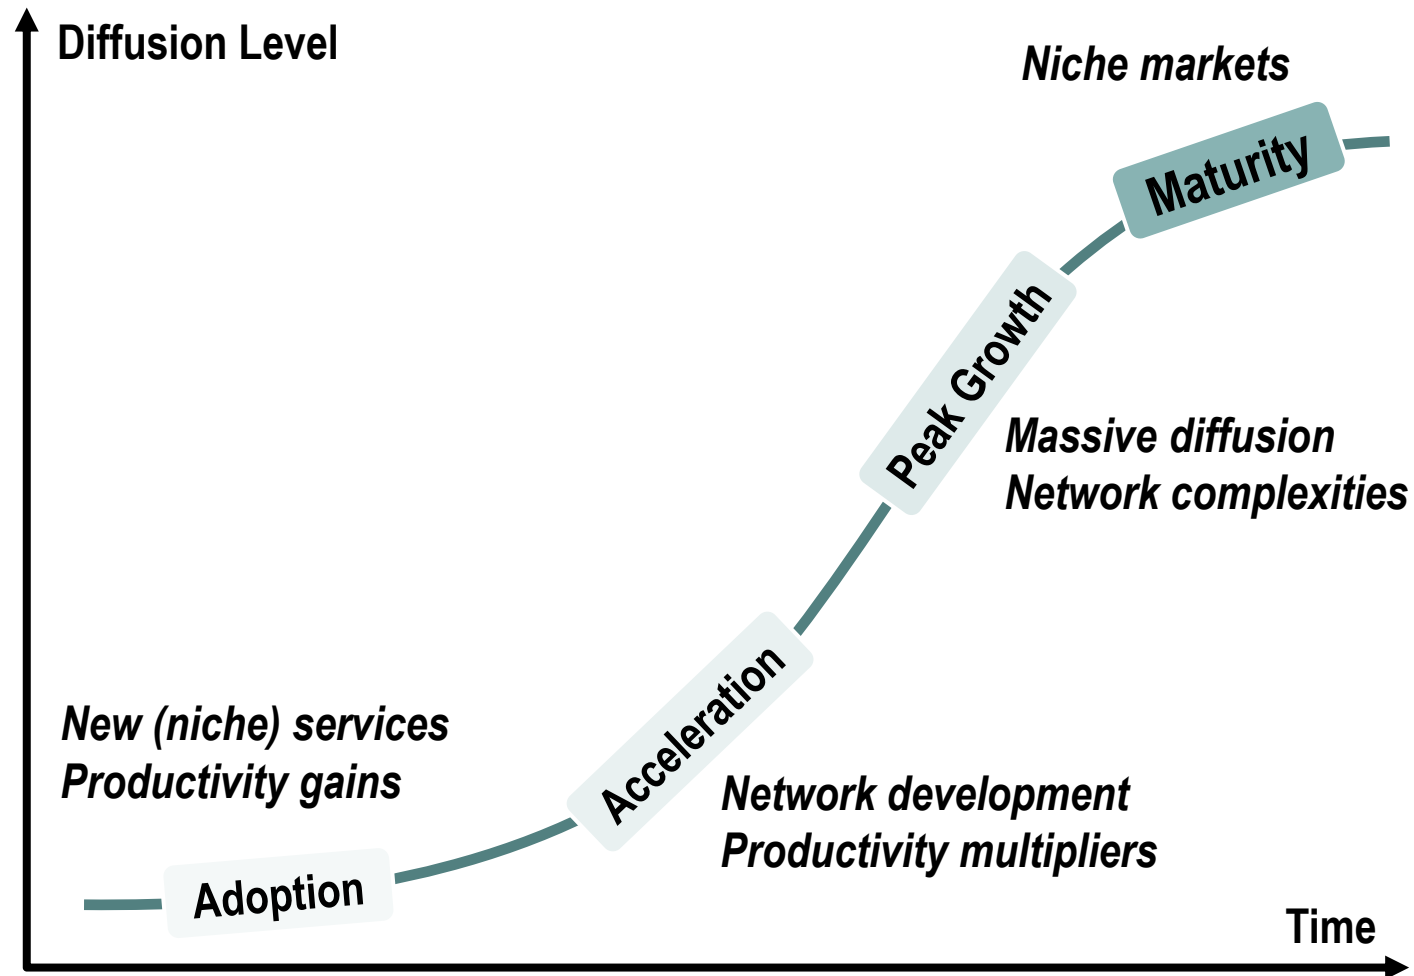 Diffusion Level
Niche markets
Maturity
Peak Growth
Massive diffusion
Network complexities
Acceleration
New (niche) services
Productivity gains
Network development
Productivity multipliers
Adoption
Time